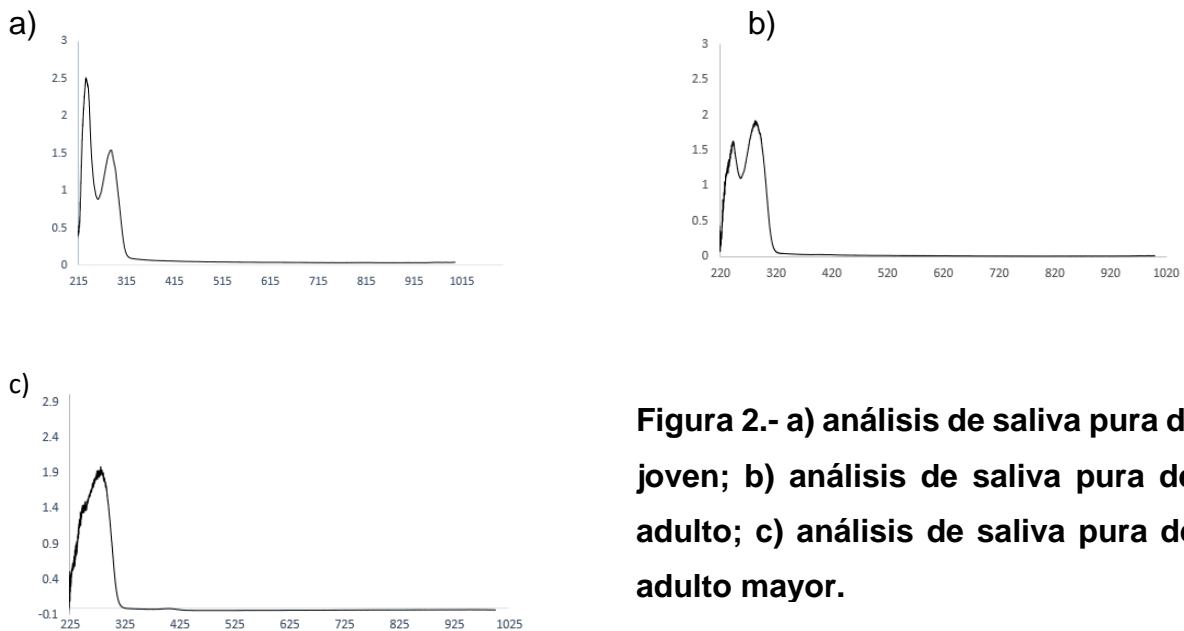 a)
3
2.5
2
1.5
1
0.5
0
215 315 415 515 615 715 815 915 1015
b)
3
2.5
2
1.5
1
0.5
0
220 320 420 520 620 720 820 920 1020
c)
2.9
2.4
1.9
1.4
0.9
0.4
-0.1
225 325 425 525 625 725 825 925 1025
Figura 2.- a) análisis de saliva pura d
joven; b) análisis de saliva pura de
adulto; c) análisis de saliva pura de
adulto mayor.